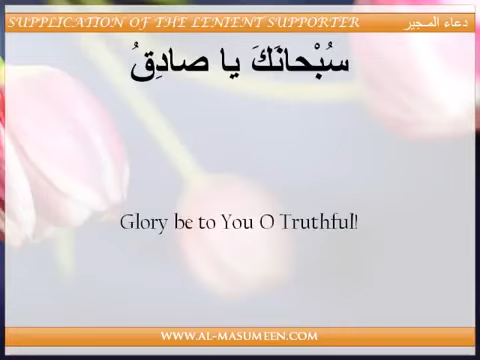 SUPPLICATION OF THE LENIENT SUPPORTER دعاء المجير
سُبْحانَكَ يا صادِقُ
Glory be to You O Truthful!
WWW.AL-MASUMEEN.COM